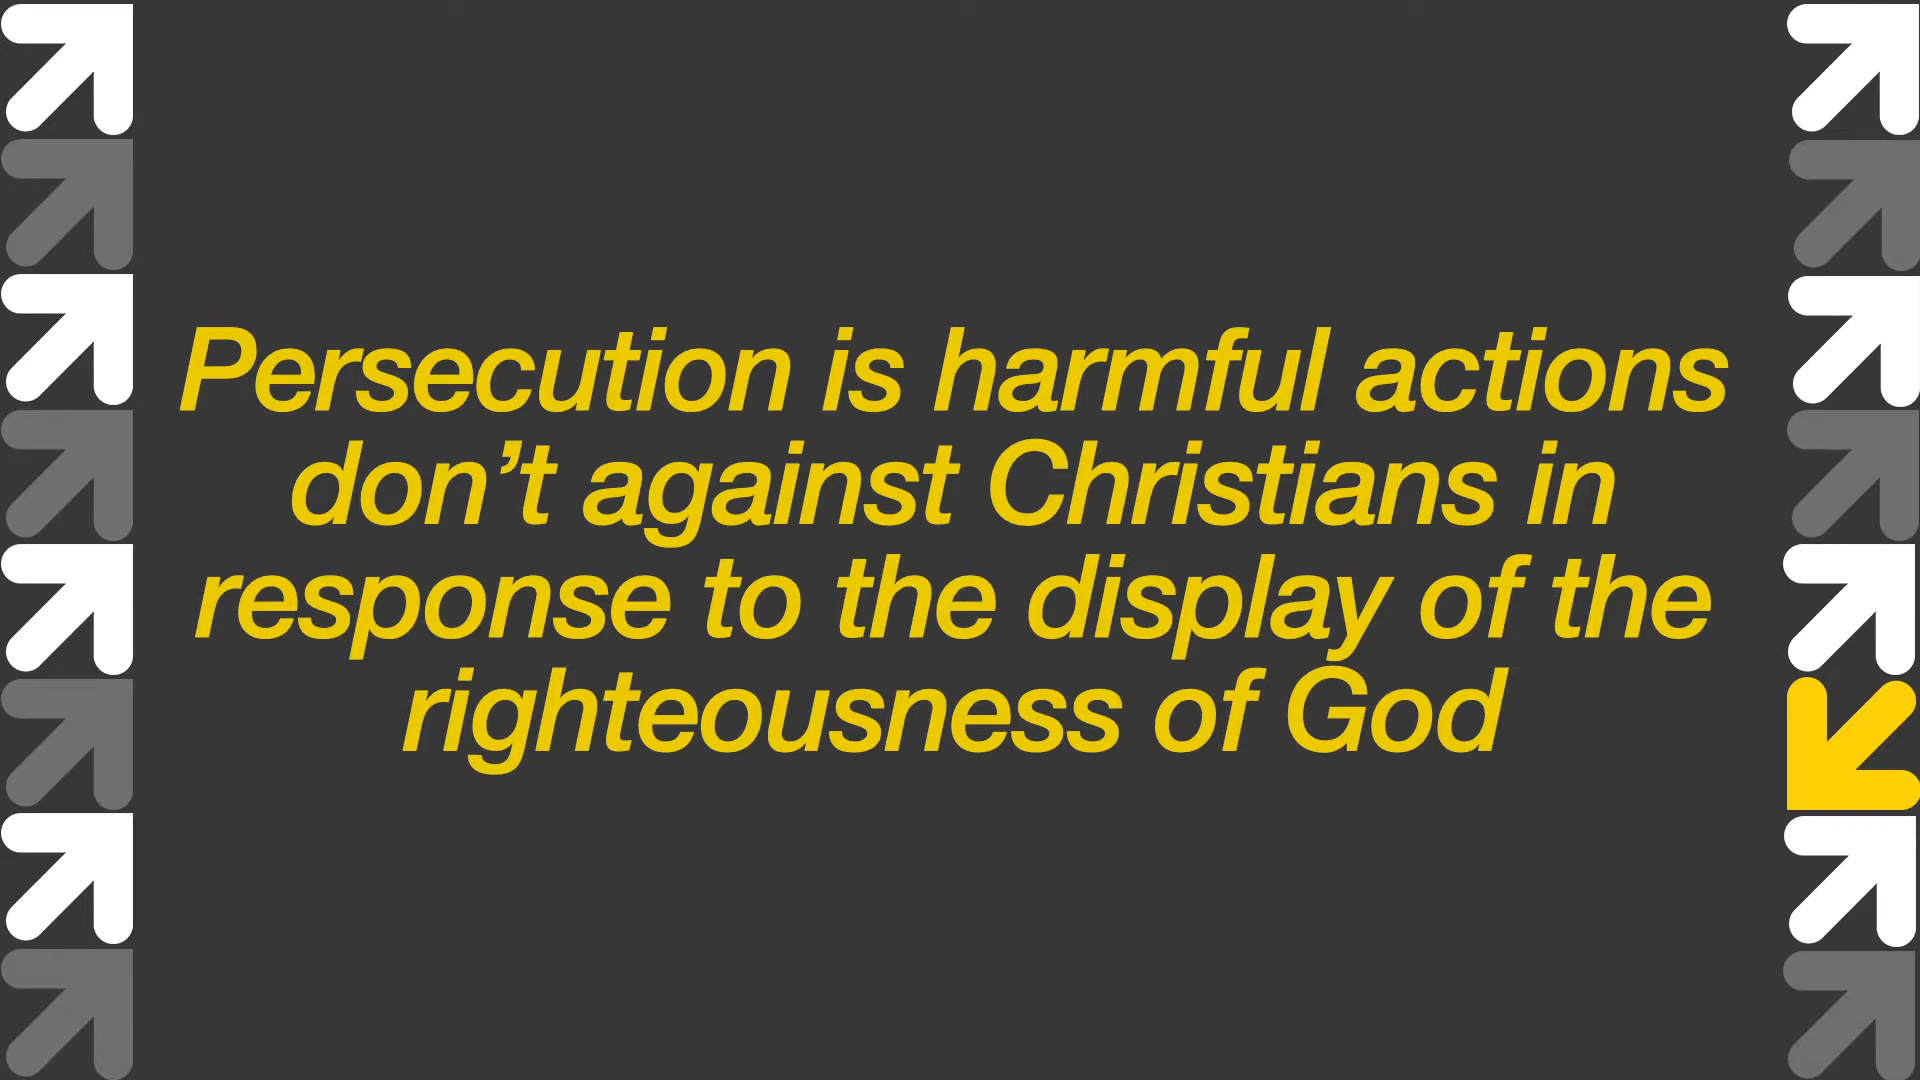 Persecution is harmful actions
don’t against Christians in
response to the display of the
righteousness of God